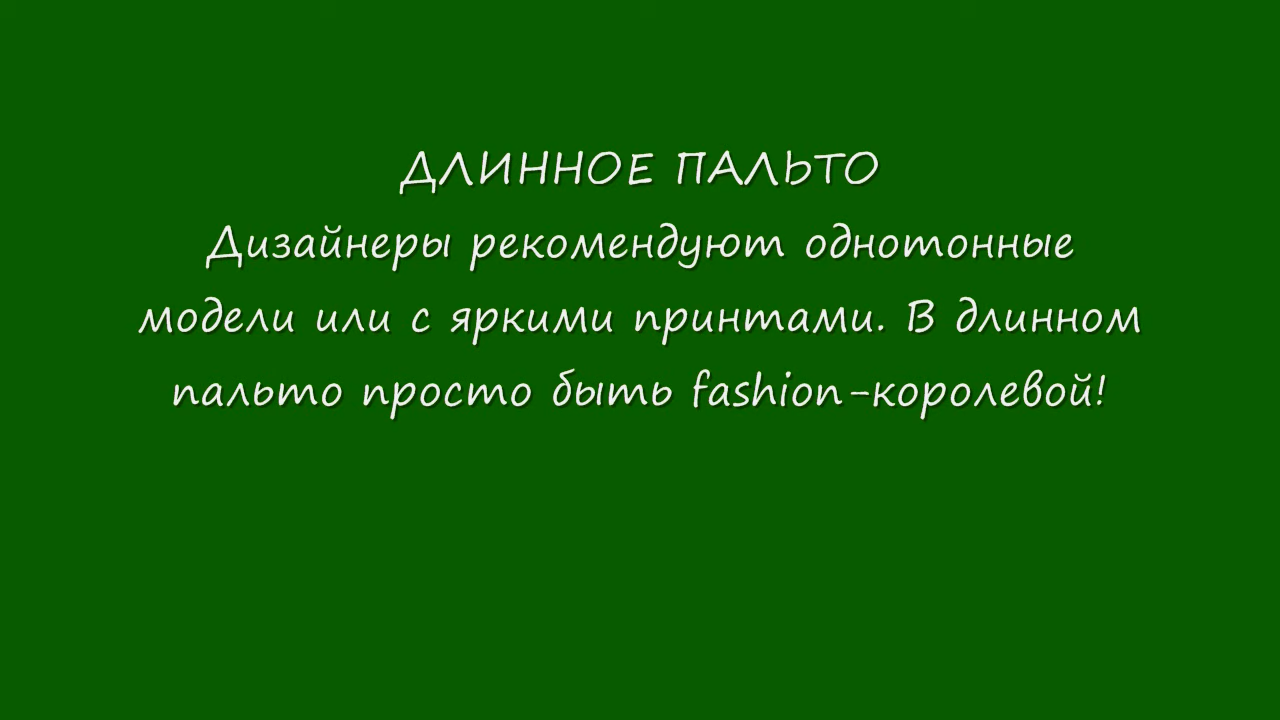 ДЛИННОЕ ПАЛЬТО
Дизайнеры рекомендуют однотонные
модели или с яркими принтами. В длинном
пальто просто быть fashion-королевой!